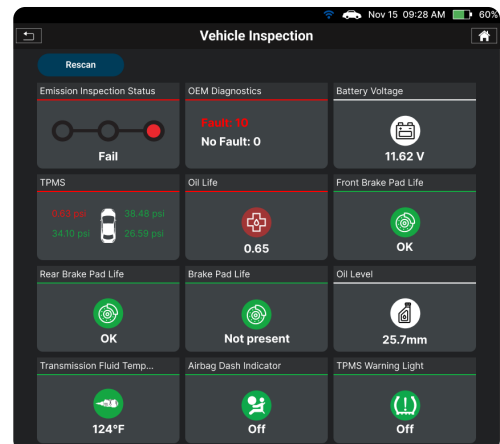 Nov 15 09:28 AM 60%
Vehicle Inspection
Rescan
Emission Inspection Status
Fail
OEM Diagnostics
Fault: 10
No Fault: 0
Battery Voltage
11.62 V
TPMS
0.63 psi 38.48 psi
34.10 psi 26.59 psi
Oil Life
0.65
Front Brake Pad Life
OK
Rear Brake Pad Life
OK
Brake Pad Life
Not present
Oil Level
25.7mm
Transmission Fluid Temp...
124°F
Airbag Dash Indicator
Off
TPMS Warning Light
Off